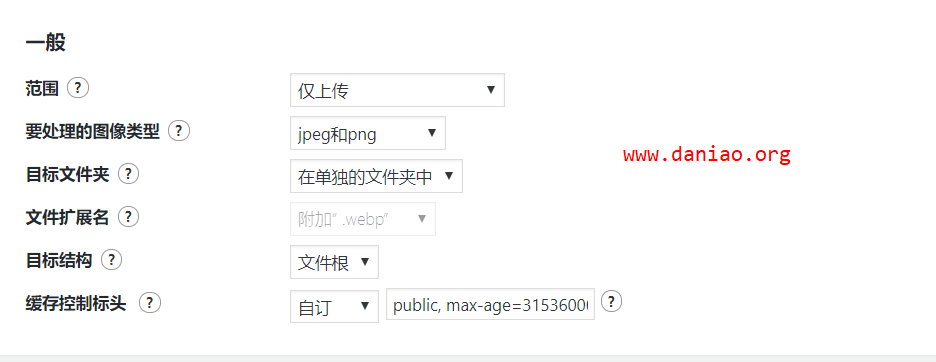 一般
范围 ? 仅上传
要处理的图像类型 ? jpeg和png
www.daniao.org
目标文件夹 ? 在单独的文件夹中
文件扩展名 ? 附加“ .webp”
目标结构 ? 文件根
缓存控制标头 ? 自订 public, max-age=3153600 ?